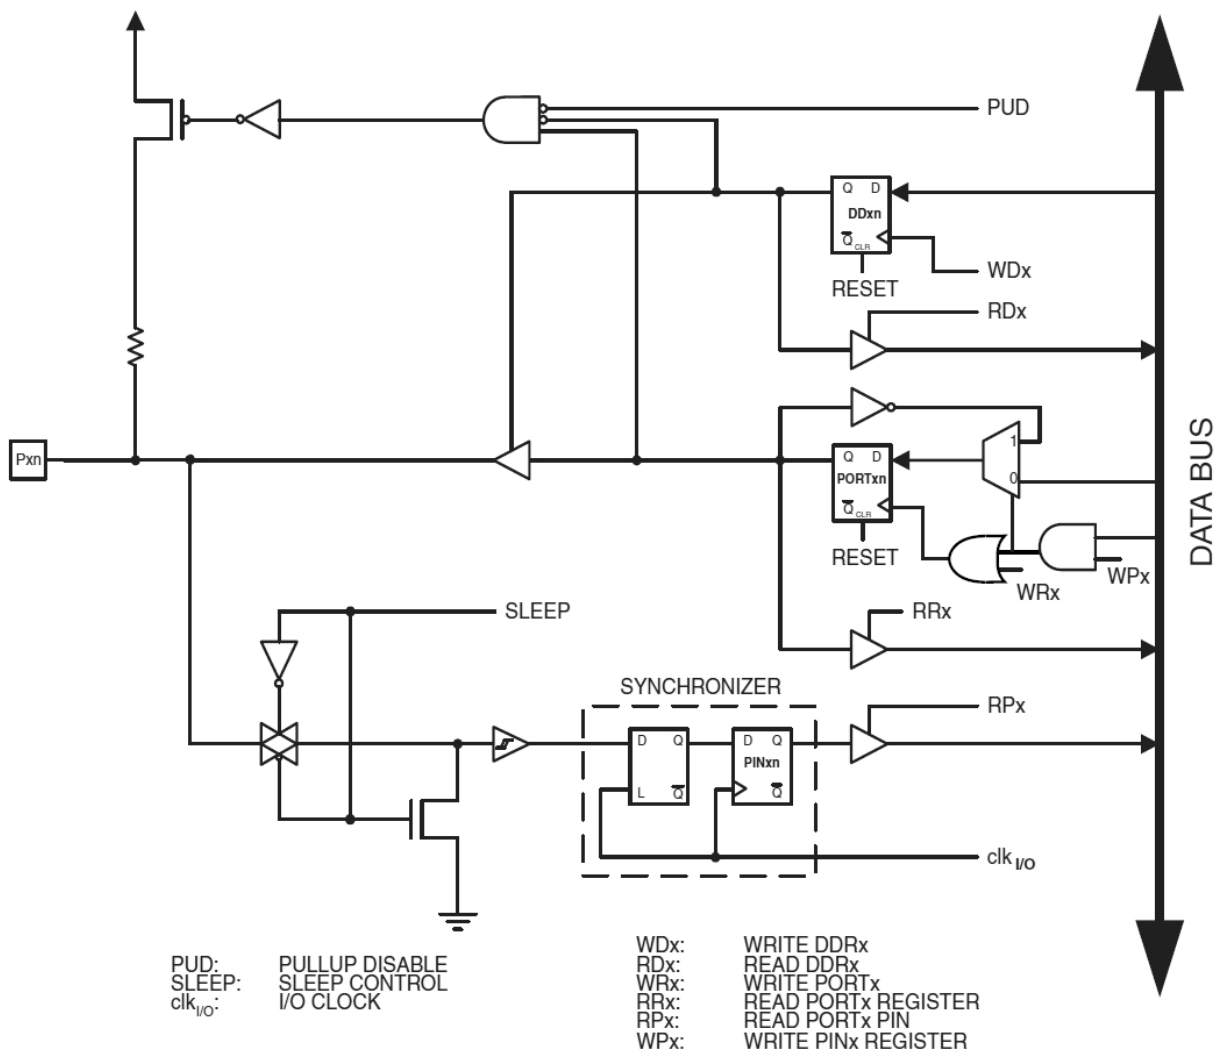 PUD
Q D
DDxn
Q CLR
WDx
RESET
RDx
Pxn
1
Q D
PORTxn
0
Q CLR
RESET
WPx
WRx
DATA BUS
SLEEP
RRx
SYNCHRONIZER
RPx
D Q
D Q
PINxn
L Q
Q
clk I/O
PUD: PULLUP DISABLE
SLEEP: SLEEP CONTROL
clkI/O: I/O CLOCK
WDx: WRITE DDRx
RDx: READ DDRx
WRx: WRITE PORTx
RRx: READ PORTx REGISTER
RPx: READ PORTx PIN
WPx: WRITE PINx REGISTER